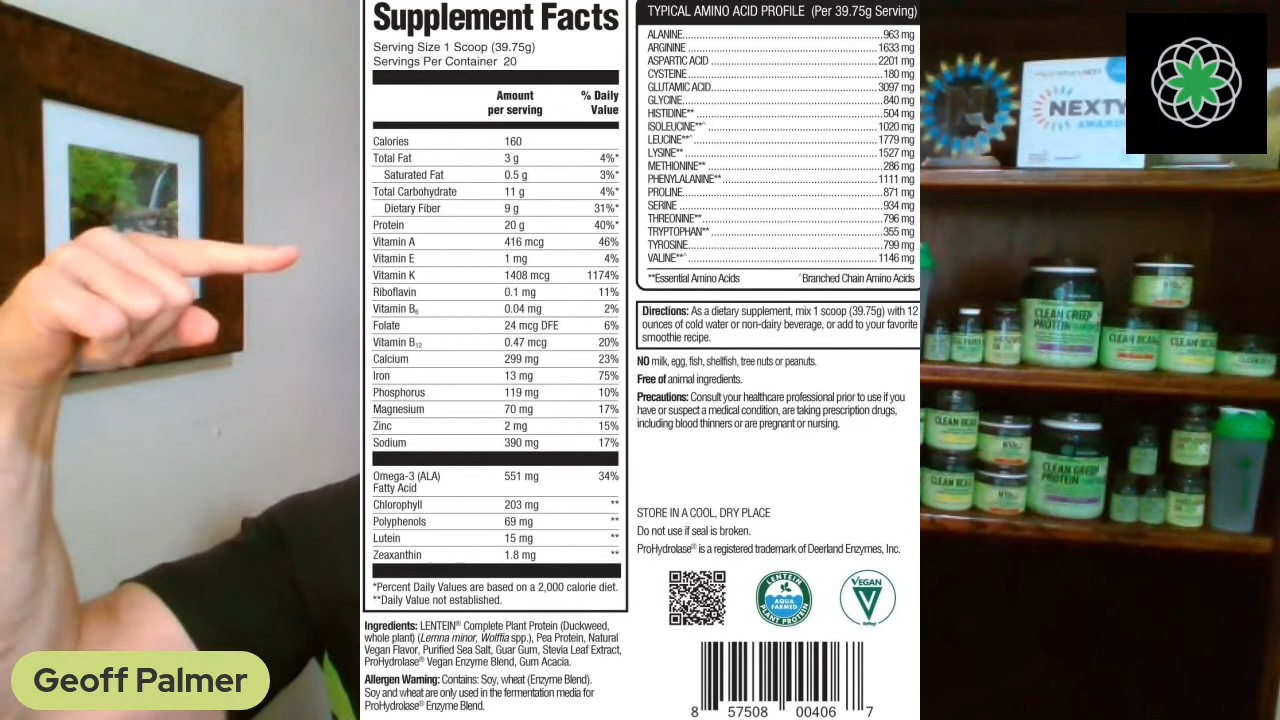 Supplement Facts
Serving Size 1 Scoop (39.75g)
Servings Per Container 20
Amount per serving % Daily Value
Calories 160
Total Fat 3 g 4%*
Saturated Fat 0.5 g 3%*
Total Carbohydrate 11 g 4%*
Dietary Fiber 9 g 31%*
Protein 20 g 40%*
Vitamin A 416 mcg 46%
Vitamin E 1 mg 4%
Vitamin K 1408 mcg 1174%
Riboflavin 0.1 mg 11%
Vitamin B₆ 0.04 mg 2%
Folate 24 mcg DFE 6%
Vitamin B₁₂ 0.47 mcg 20%
Calcium 299 mg 23%
Iron 13 mg 75%
Phosphorus 119 mg 10%
Magnesium 70 mg 17%
Zinc 2 mg 15%
Sodium 390 mg 17%
Omega-3 (ALA) 551 mg 34%
Fatty Acid
Chlorophyll 203 mg **
Polyphenols 69 mg **
Lutein 15 mg **
Zeaxanthin 1.8 mg **
*Percent Daily Values are based on a 2,000 calorie diet.
**Daily Value not established.
Ingredients: LENTEIN® Complete Plant Protein (Duckweed,
whole plant) (Lemna minor, Wolffia spp.), Pea Protein, Natural
Vegan Flavor, Purified Sea Salt, Guar Gum, Stevia Leaf Extract,
ProHydrolase® Vegan Enzyme Blend, Gum Acacia.
Allergen Warning: Contains: Soy, wheat (Enzyme Blend).
Soy and wheat are only used in the fermentation media for
ProHydrolase® Enzyme Blend.
TYPICAL AMINO ACID PROFILE (Per 39.75g Serving)
ALANINE 963 mg
ARGININE 1633 mg
ASPARTIC ACID 2201 mg
CYSTEINE 180 mg
GLUTAMIC ACID 3097 mg
GLYCINE 840 mg
HISTIDINE** 504 mg
ISOLEUCINE**^ 1020 mg
LEUCINE**^ 1779 mg
LYSINE** 1527 mg
METHIONINE** 286 mg
PHENYLALANINE** 1111 mg
PROLINE 871 mg
SERINE 934 mg
THREONINE** 796 mg
TRYPTOPHAN** 355 mg
TYROSINE 799 mg
VALINE**^ 1146 mg
**Essential Amino Acids ^Branched Chain Amino Acids
Directions: As a dietary supplement, mix 1 scoop (39.75g) with 12
ounces of cold water or non-dairy beverage, or add to your favorite
smoothie recipe.
NO milk, egg, fish, shellfish, tree nuts or peanuts.
Free of animal ingredients.
Precautions: Consult your healthcare professional prior to use if you
have or suspect a medical condition, are taking prescription drugs,
including blood thinners or are pregnant or nursing.
STORE IN A COOL, DRY PLACE
Do not use if seal is broken.
ProHydrolase® is a registered trademark of Deerland Enzymes, Inc.
LENTEIN
AQUA
FARMED
PLANT PROTEIN
VEGAN
8 57508 00406 7
NEXTY
AWARDS
CLEAN GREEN
PROTEIN
CLEAN BCAA
CLEAN BCAA
CLEAN BCAA
CLEAN BCAA
CLEAN GREEN
PROTEIN
Geoff Palmer